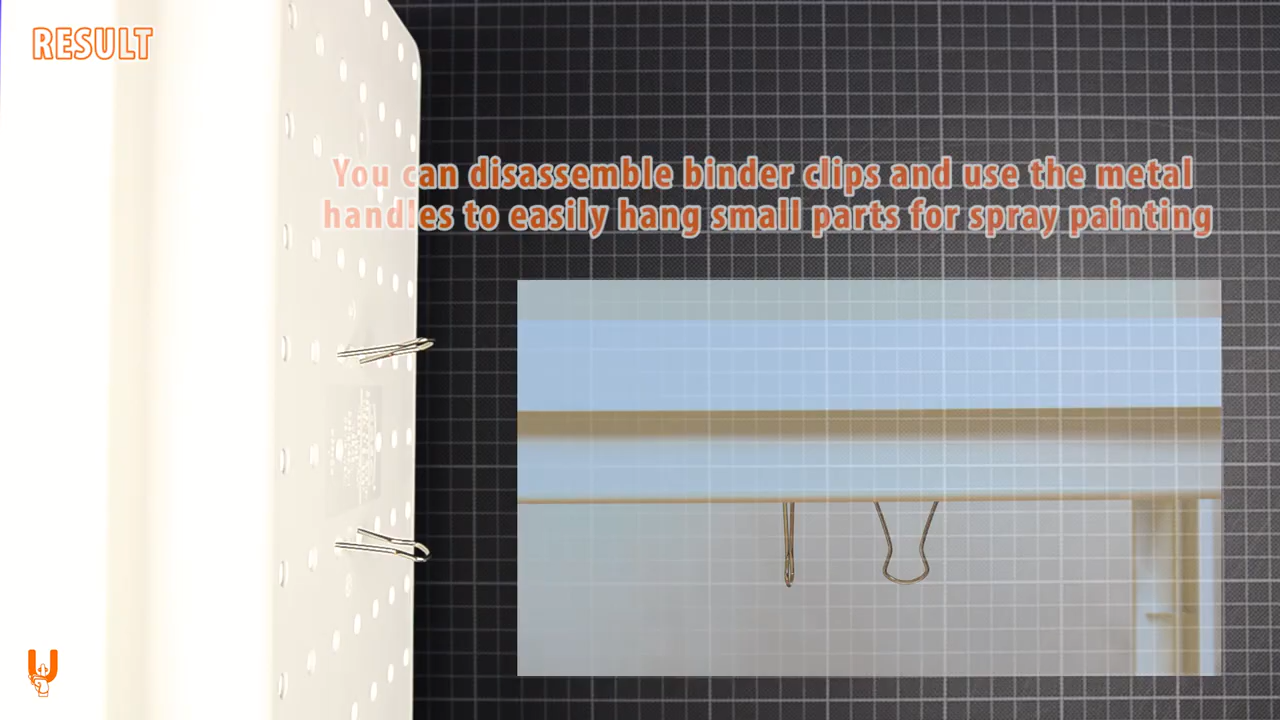 RESULT
You can disassemble binder clips and use the metal
handles to easily hang small parts for spray painting